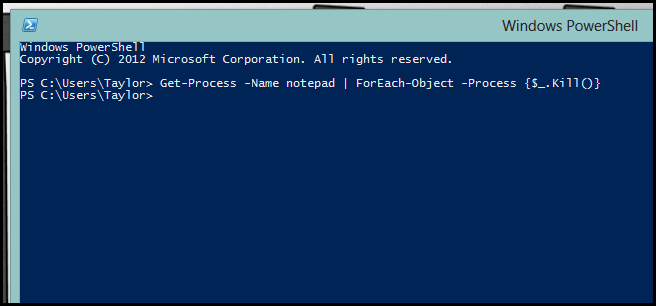 Windows PowerShell
Windows PowerShell
Copyright (C) 2012 Microsoft Corporation. All rights reserved.
PS C:\Users\Taylor> Get-Process -Name notepad | ForEach-Object -Process {$_.Kill()}
PS C:\Users\Taylor>